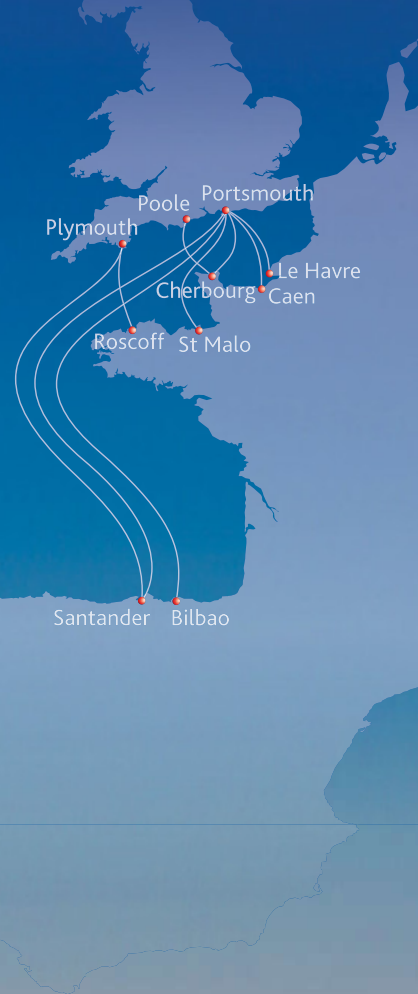 Portsmouth
Poole
Plymouth
Le Havre
Cherbourg
Caen
Roscoff
St Malo
Santander
Bilbao